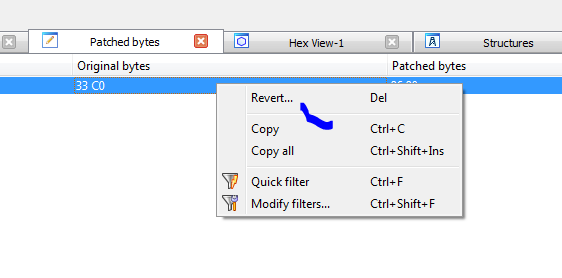 Patched bytes Hex View-1 Structures
Original bytes Patched bytes
33 C0
Revert... Del
Copy Ctrl+C
Copy all Ctrl+Shift+Ins
Quick filter Ctrl+F
Modify filters... Ctrl+Shift+F